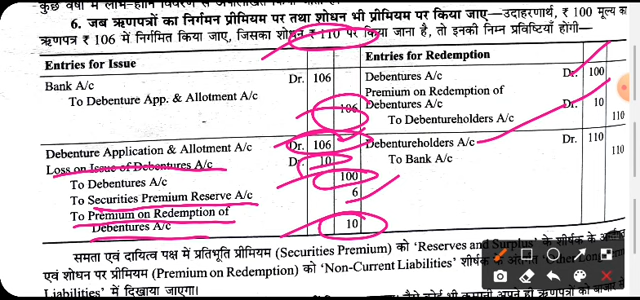 कुछ वर्षों में लाभ-हानि विवरण से अपलिखित किया जाता
6. जब ऋणपत्रों का निर्गमन प्रीमियम पर तथा शोधन भी प्रीमियम पर किया जाए—उदाहरणार्थ, ₹ 100 मूल्य का
ऋणपत्र ₹ 106 में निर्गमित किया जाए, जिसका शोधन ₹ 110 पर किया जाना है, तो इनकी निम्न प्रविष्टियाँ होंगी—
Entries for Issue
Bank A/c Dr. 106
To Debenture App. & Allotment A/c 106
Debenture Application & Allotment A/c Dr. 106
Loss on Issue of Debentures A/c Dr. 10
To Debentures A/c 100
To Securities Premium Reserve A/c 6
To Premium on Redemption of
Debentures A/c 10
Entries for Redemption
Debentures A/c Dr. 100
Premium on Redemption of
Debentures A/c Dr. 10
To Debentureholders A/c 110
Debentureholders A/c Dr. 110
To Bank A/c 110
समता एवं दायित्व पक्ष में प्रतिभूति प्रीमियम (Securities Premium) को 'Reserves and Surplus' के शीर्षक के
एवं शोधन पर प्रीमियम (Premium on Redemption) को 'Non-Current Liabilities' शीर्षक
Liabilities' में दिखाया जाएगा।